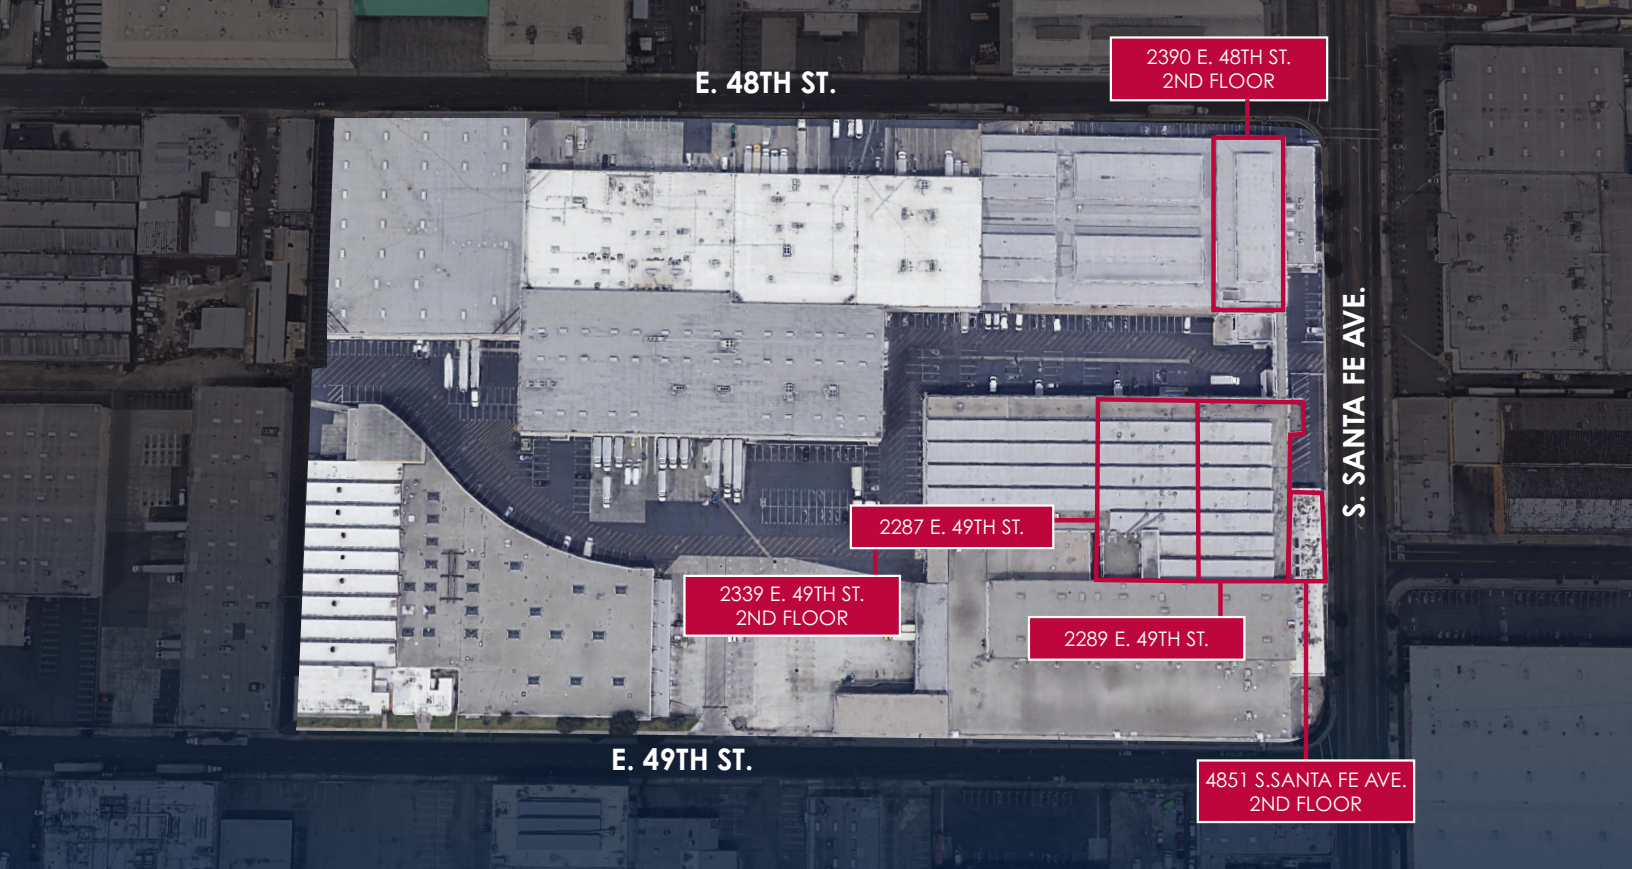 2390 E. 48TH ST.
2ND FLOOR
E. 48TH ST.
S. SANTA FE AVE.
2287 E. 49TH ST.
2339 E. 49TH ST.
2ND FLOOR
2289 E. 49TH ST.
E. 49TH ST.
4851 S.SANTA FE AVE.
2ND FLOOR